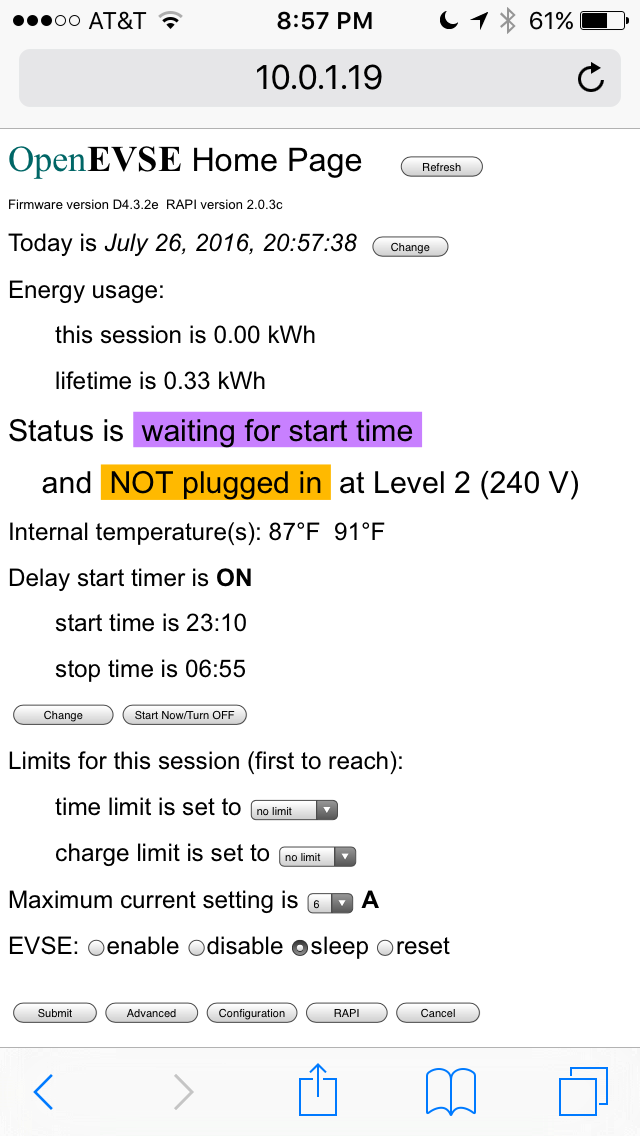 AT&T 8:57 PM 61%
10.0.1.19
OpenEVSE Home Page Refresh
Firmware version D4.3.2e RAPI version 2.0.3c
Today is July 26, 2016, 20:57:38 Change
Energy usage:
this session is 0.00 kWh
lifetime is 0.33 kWh
Status is waiting for start time
and NOT plugged in at Level 2 (240 V)
Internal temperature(s): 87°F 91°F
Delay start timer is ON
start time is 23:10
stop time is 06:55
Change Start Now/Turn OFF
Limits for this session (first to reach):
time limit is set to no limit
charge limit is set to no limit
Maximum current setting is 6 A
EVSE: enable disable sleep reset
Submit Advanced Configuration RAPI Cancel